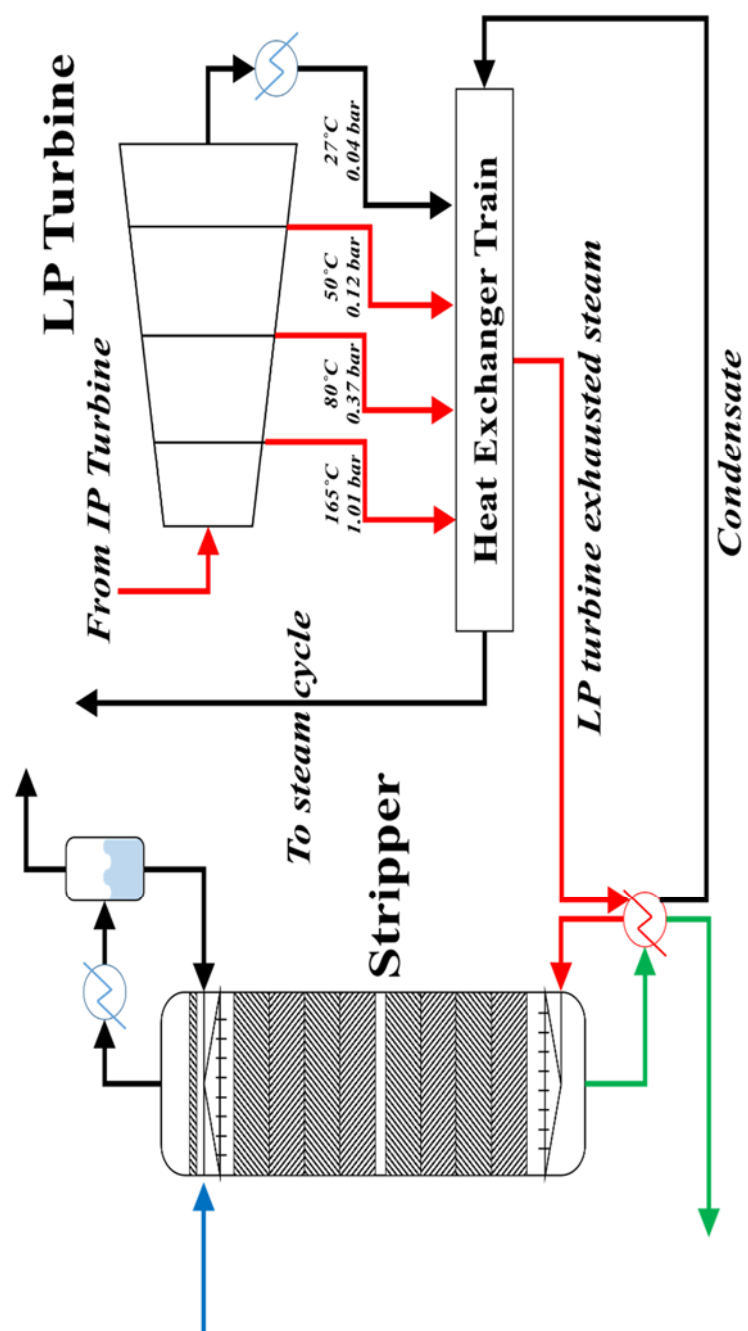 LP Turbine
From IP Turbine
27°C
0.04 bar
50°C
0.12 bar
80°C
0.37 bar
165°C
1.01 bar
Heat Exchanger Train
To steam cycle
LP turbine exhausted steam
Stripper
Condensate